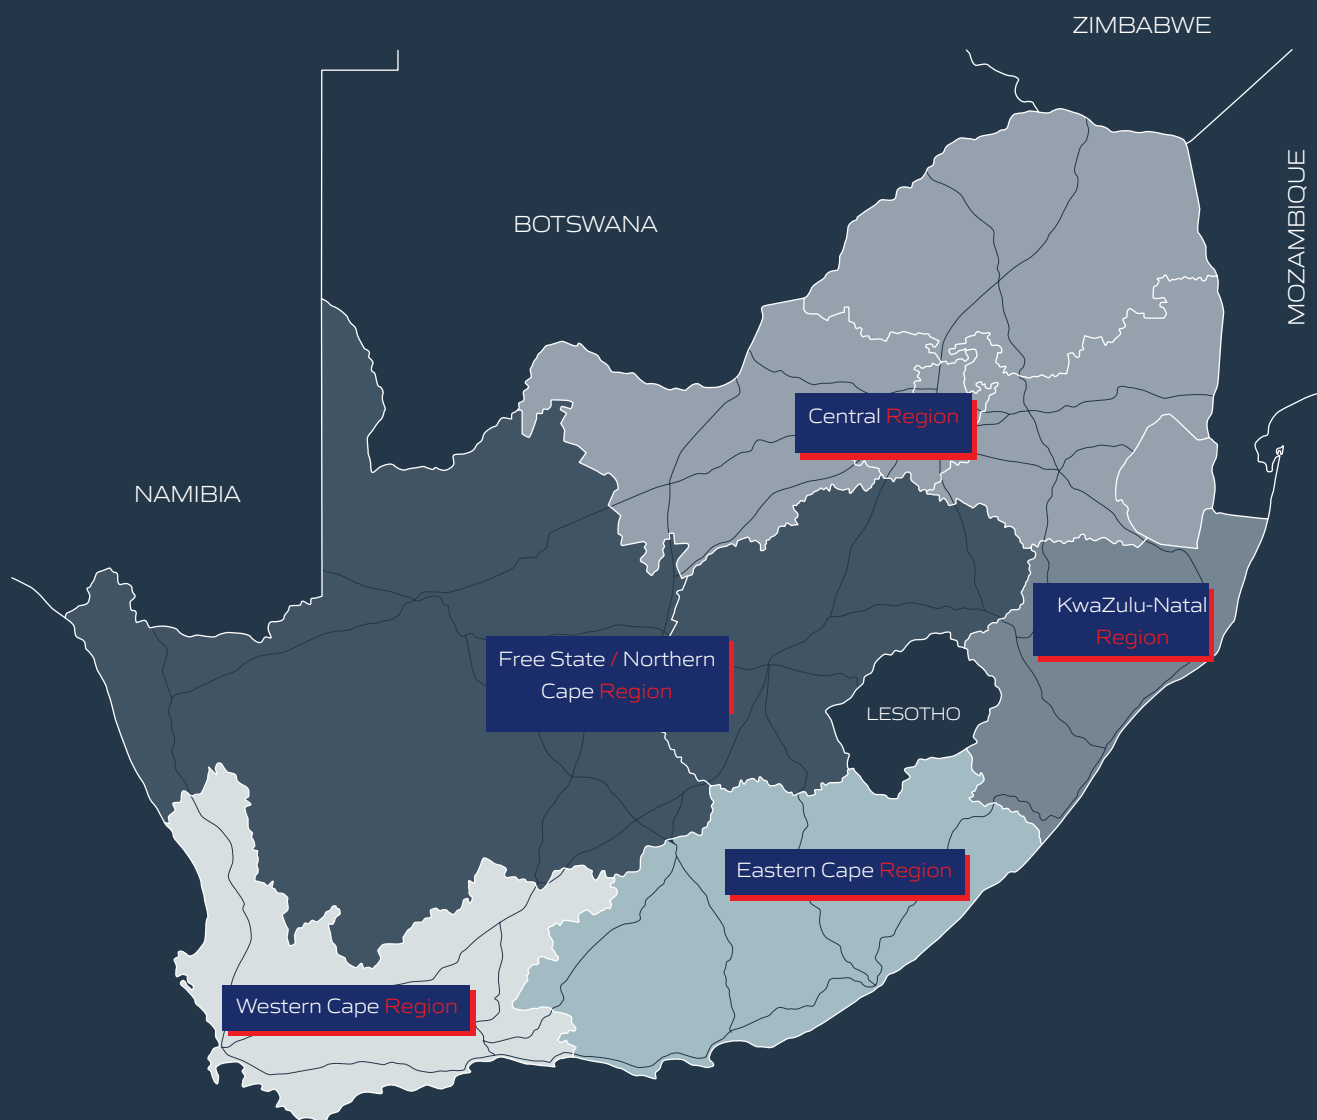 ZIMBABWE
MOZAMBIQUE
BOTSWANA
Central Region
NAMIBIA
KwaZulu-Natal
Region
Free State / Northern
Cape Region
LESOTHO
Eastern Cape Region
Western Cape Region